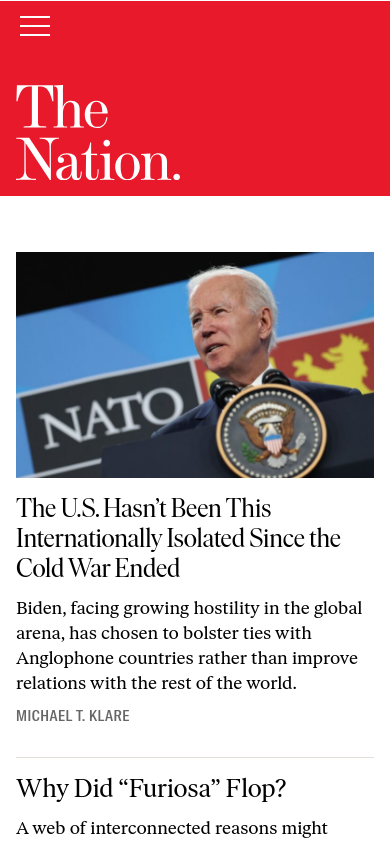 The
Nation.
NATO
The U.S. Hasn’t Been This
Internationally Isolated Since the
Cold War Ended
Biden, facing growing hostility in the global
arena, has chosen to bolster ties with
Anglophone countries rather than improve
relations with the rest of the world.
MICHAEL T. KLARE
Why Did “Furiosa” Flop?
A web of interconnected reasons might